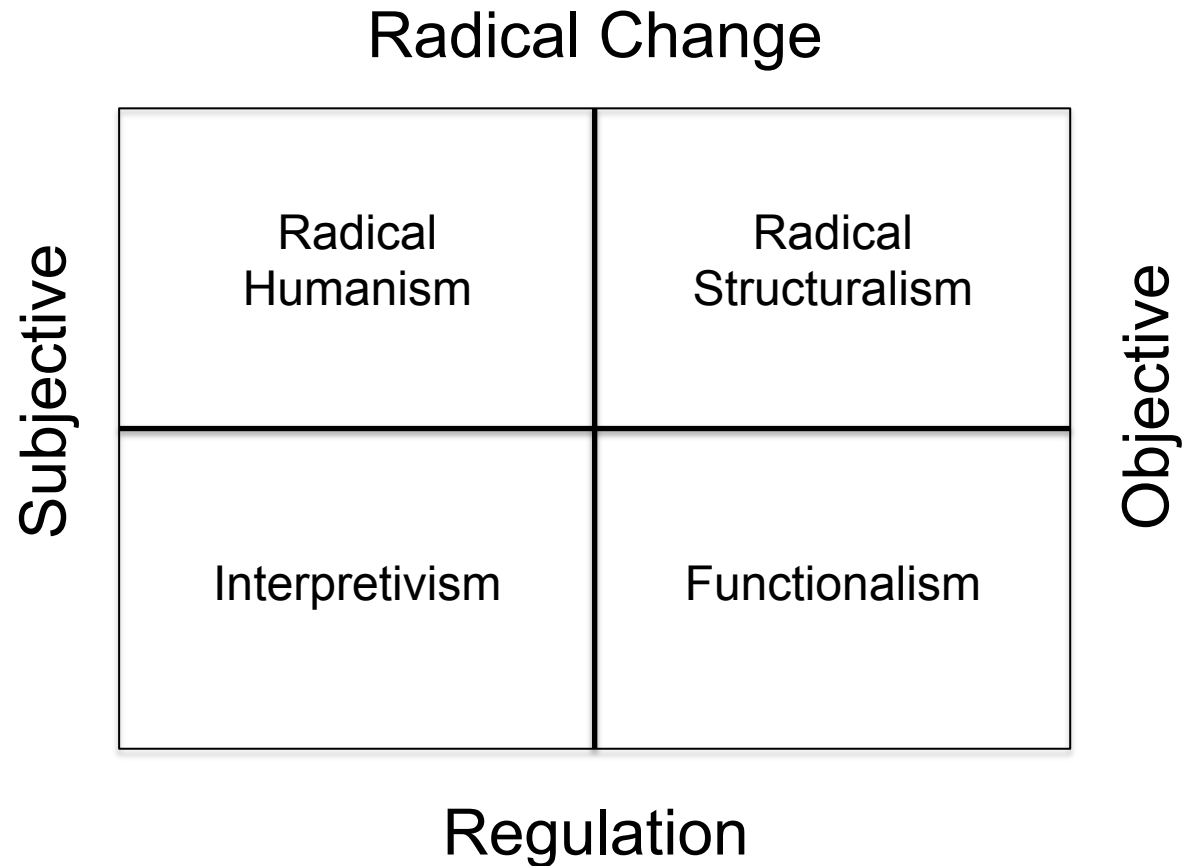 Radical Change
Subjective
Radical
Humanism
Radical
Structuralism
Objective
Interpretivism
Functionalism
Regulation